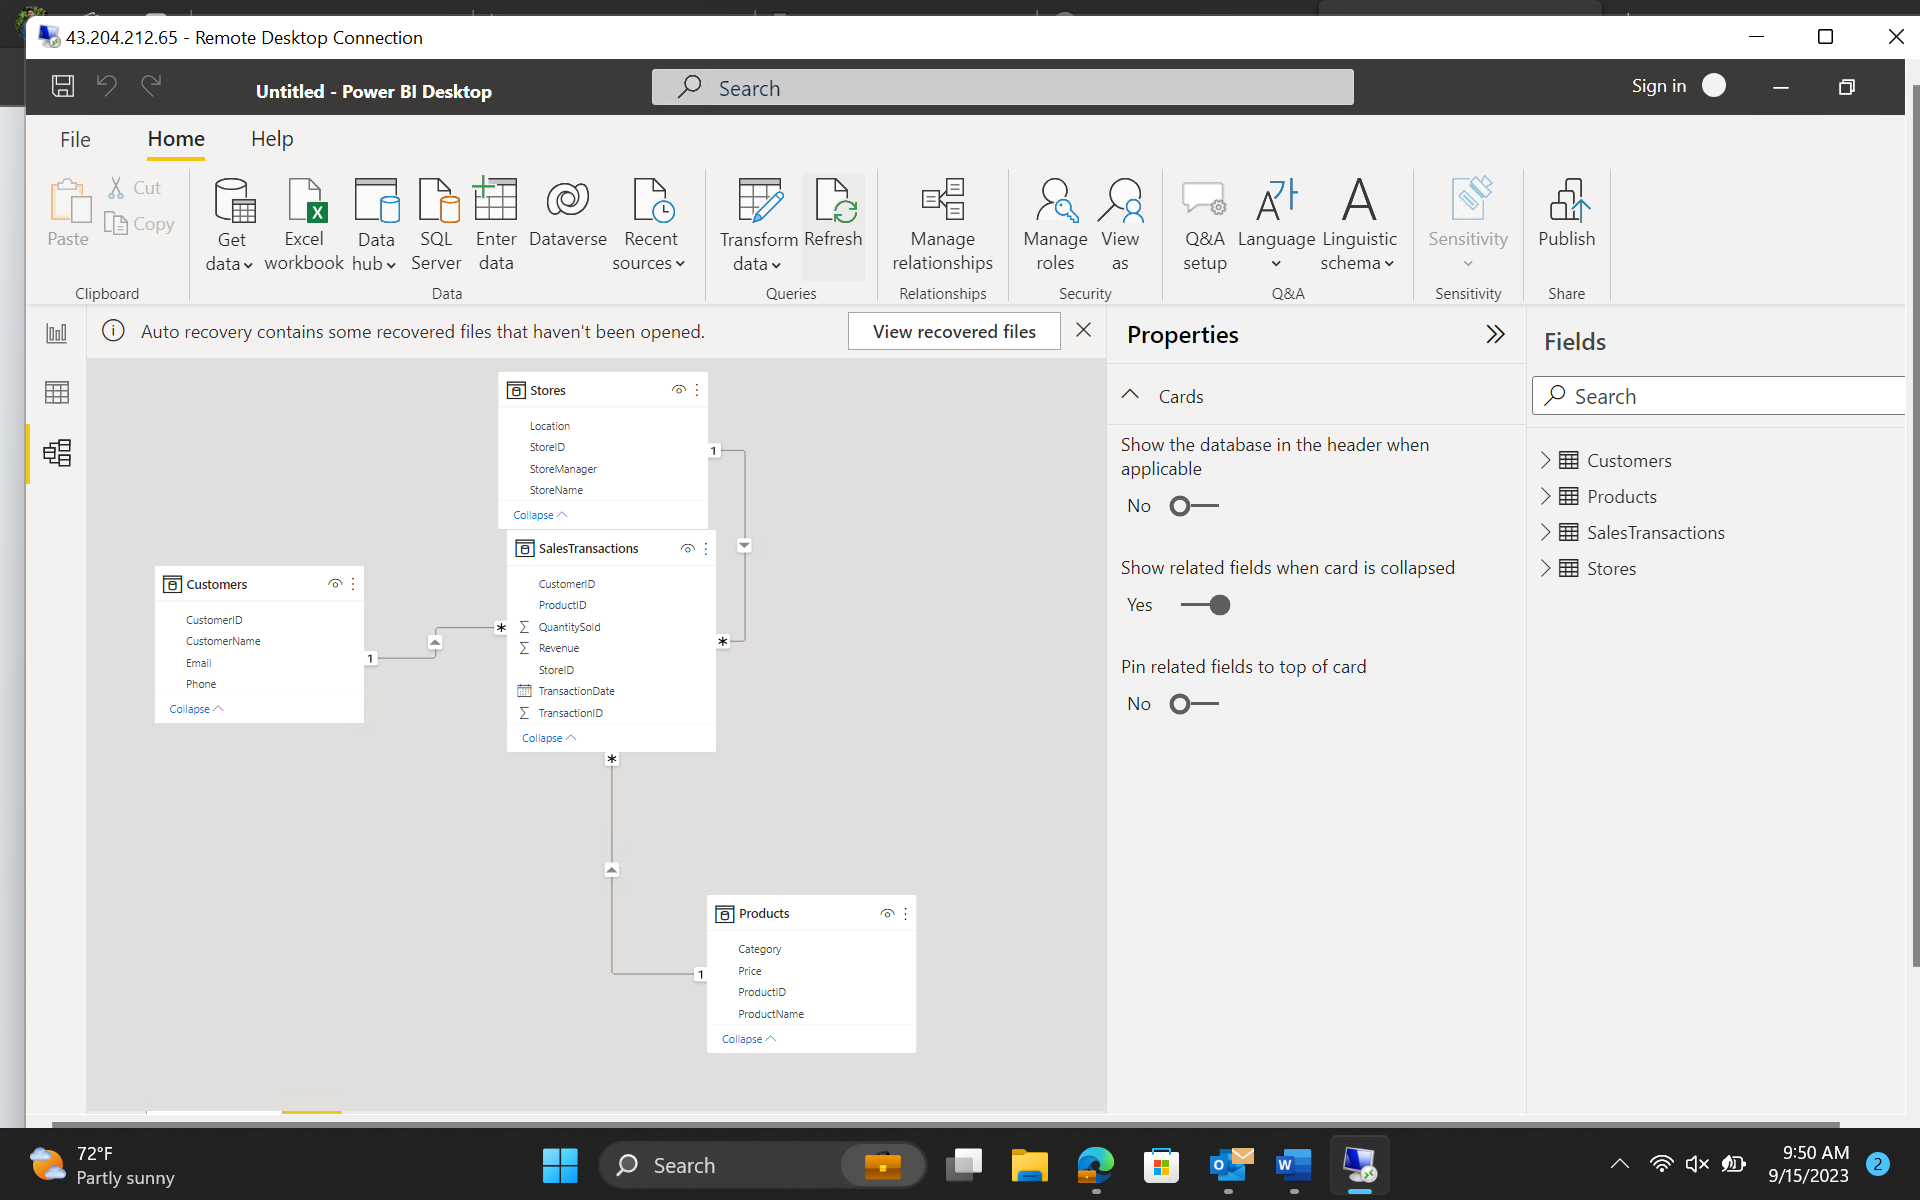 43.204.212.65 - Remote Desktop Connection
Untitled - Power BI Desktop
Search
Sign in
File
Home
Help
Paste
Cut
Copy
Clipboard
Get data
Excel workbook
Data hub
SQL Server
Enter data
Dataverse
Recent sources
Data
Transform data
Refresh
Queries
Manage relationships
Relationships
Manage roles
View as
Security
Q&A setup
Language
Linguistic schema
Q&A
Sensitivity
Sensitivity
Publish
Share
Auto recovery contains some recovered files that haven't been opened.
View recovered files
Stores
Location
StoreID
StoreManager
StoreName
Collapse
1
SalesTransactions
CustomerID
ProductID
QuantitySold
Revenue
StoreID
TransactionDate
TransactionID
Collapse
*
*
*
Customers
CustomerID
CustomerName
Email
Phone
Collapse
1
Products
Category
Price
ProductID
ProductName
Collapse
1
Properties
Cards
Show the database in the header when
applicable
No
Show related fields when card is collapsed
Yes
Pin related fields to top of card
No
Fields
Search
Customers
Products
SalesTransactions
Stores
72°F
Partly sunny
Search
9:50 AM
9/15/2023
2